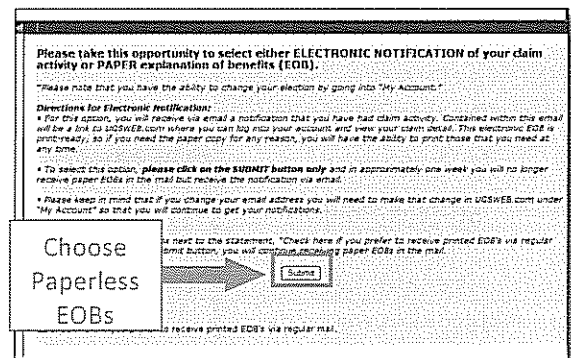 Please take this opportunity to select either ELECTRONIC NOTIFICATION of your claim
activity or PAPER explanation of benefits (EOB).
*Please note that you have the ability to change your election by going into "My Account."
Directions for Electronic Notification:
• For this option, you will receive via email a notification that you have had claim activity. Contained within this email
will be a link to UGSWEB.com where you can log into your account and view your claim detail. This electronic EOB is
print-ready, so if you need the paper copy for any reason, you will have the ability to print those that you need at
any time.
• To select this option, please click on the SUBMIT button only and in approximately one week you will no longer
receive paper EOBs in the mail but receive the notification via email.
• Please keep in mind that if you change your email address you will need to make that change in UGSWEB.com under
"My Account" so that you will continue to get your notifications.
next to the statement, "Check here if you prefer to receive printed EOB's via regular
button, you will continue receiving paper EOBs in the mail.
Choose
Paperless
EOBs
Submit
to receive printed EOB's via regular mail.